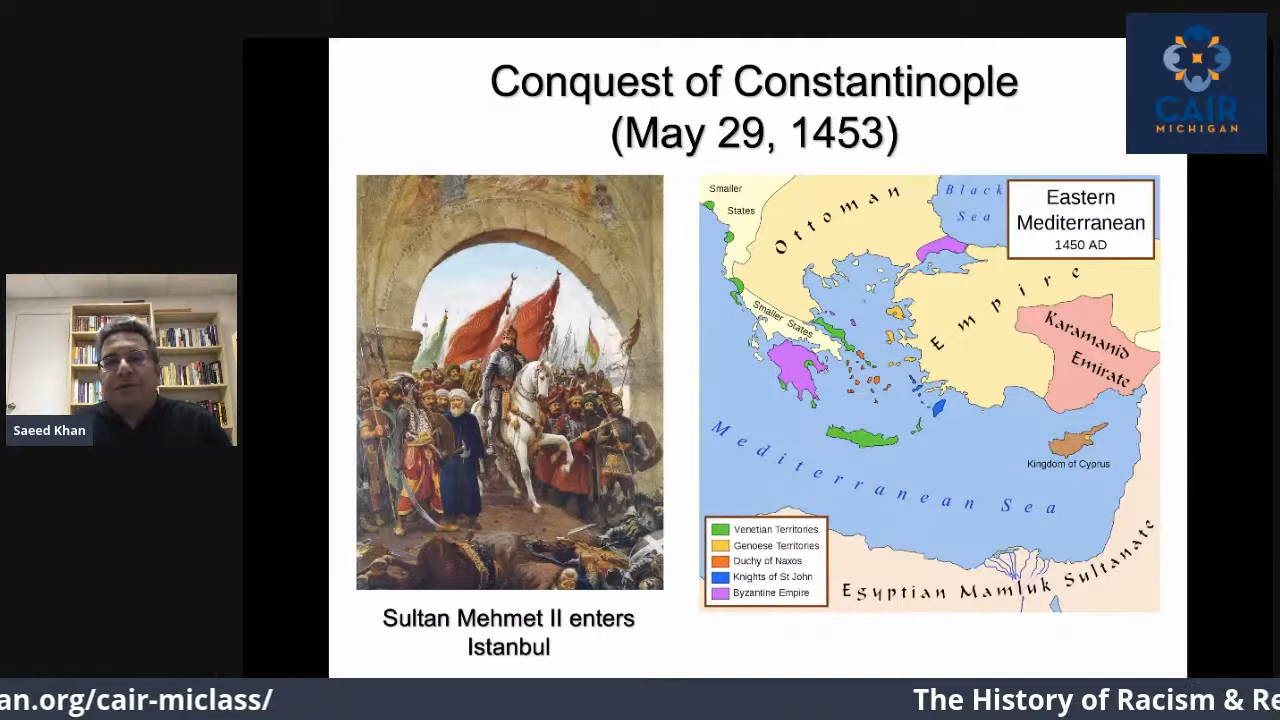 Conquest of Constantinople
(May 29, 1453)
CAIR
MICHIGAN
Saeed Khan
Sultan Mehmet II enters
Istanbul
Smaller
States
Ottoman
Black
Sea
Eastern
Mediterranean
1450 AD
Empire
Smaller States
Karamanid
Emirate
Mediterranean Sea
Kingdom of Cyprus
Venetian Territories
Genoese Territories
Duchy of Naxos
Knights of St John
Byzantine Empire
Egyptian Mamluk Sultanate
an.org/cair-miclass/
The History of Racism & Re